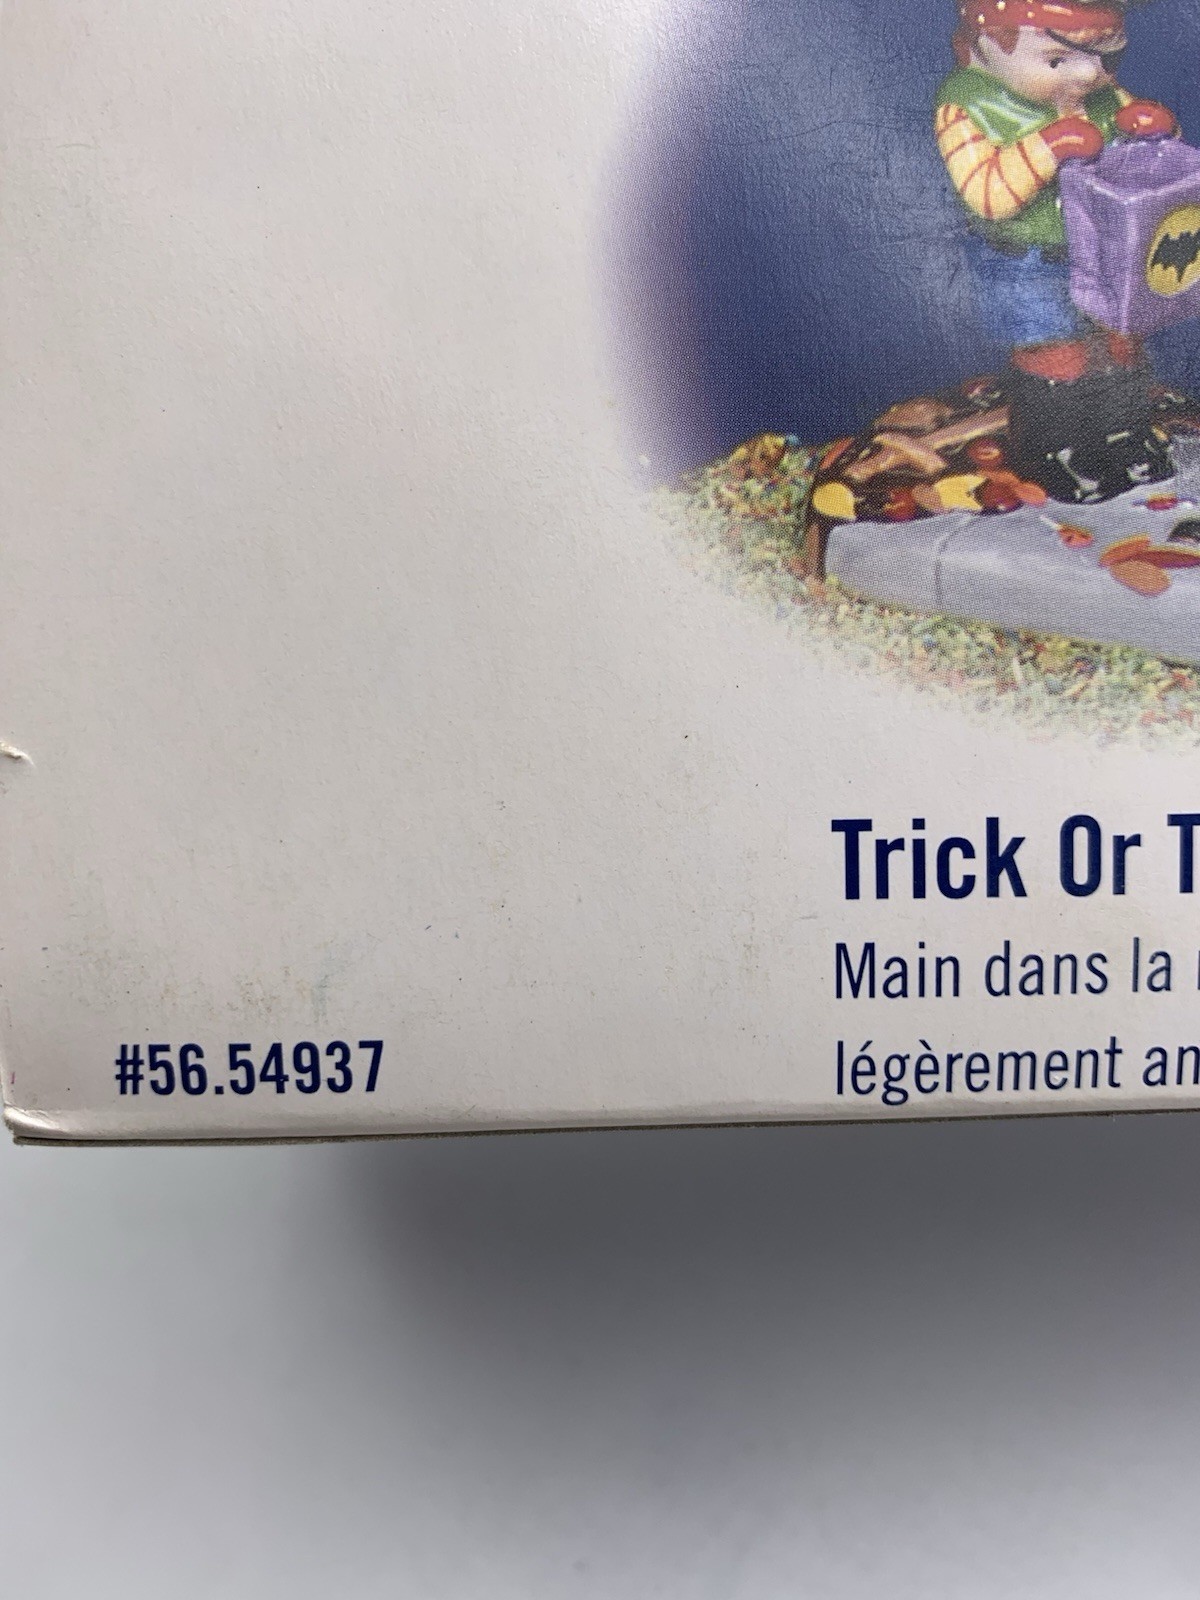 Trick Or T
Main dans la
légèrement an
#56.54937